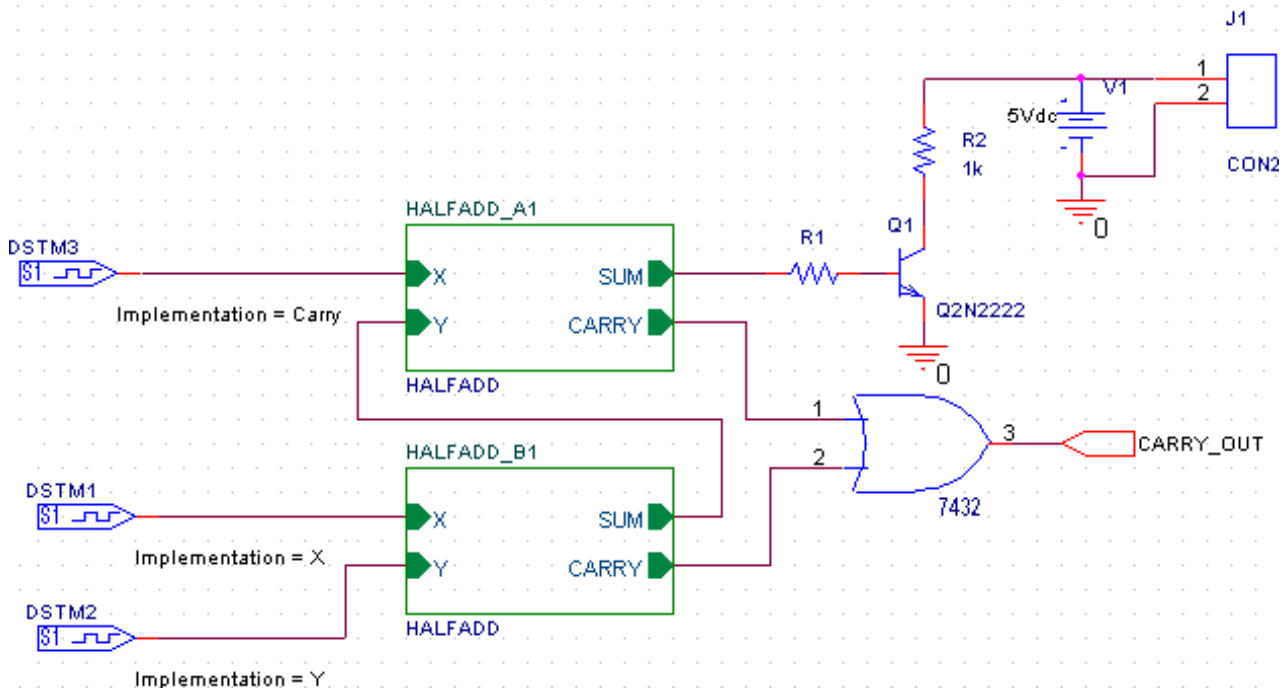 J1
1
2
V1
5Vdc
CON2
R2
1k
HALFADD_A1
DSTM3
S1
Implementation = Carry
X
Y
SUM
CARRY
HALFADD
R1
Q1
Q2N2222
0
0
HALFADD_B1
DSTM1
S1
Implementation = X
DSTM2
S1
Implementation = Y
X
Y
SUM
CARRY
HALFADD
1
2
3
7432
CARRY_OUT